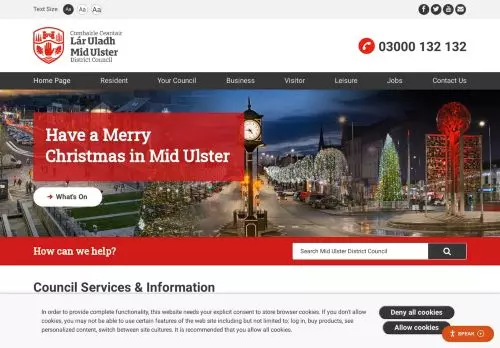 Text Size: Aa Aa Aa
Comhairle Ceantair
Lár Uladh
Mid Ulster
District Council
03000 132 132
Home Page Resident Your Council Business Visitor Leisure Jobs Contact Us
Have a Merry
Christmas in Mid Ulster
What's On
How can we help?
Search Mid Ulster District Council
Council Services & Information
In order to provide complete functionality, this website needs your explicit consent to store browser cookies. If you don't allow
cookies, you may not be able to use certain features of the web site including but not limited to: log in, buy products, see
personalized content, switch between site cultures. It is recommended that you allow all cookies.
Deny all cookies
Allow cookies
SPEAK